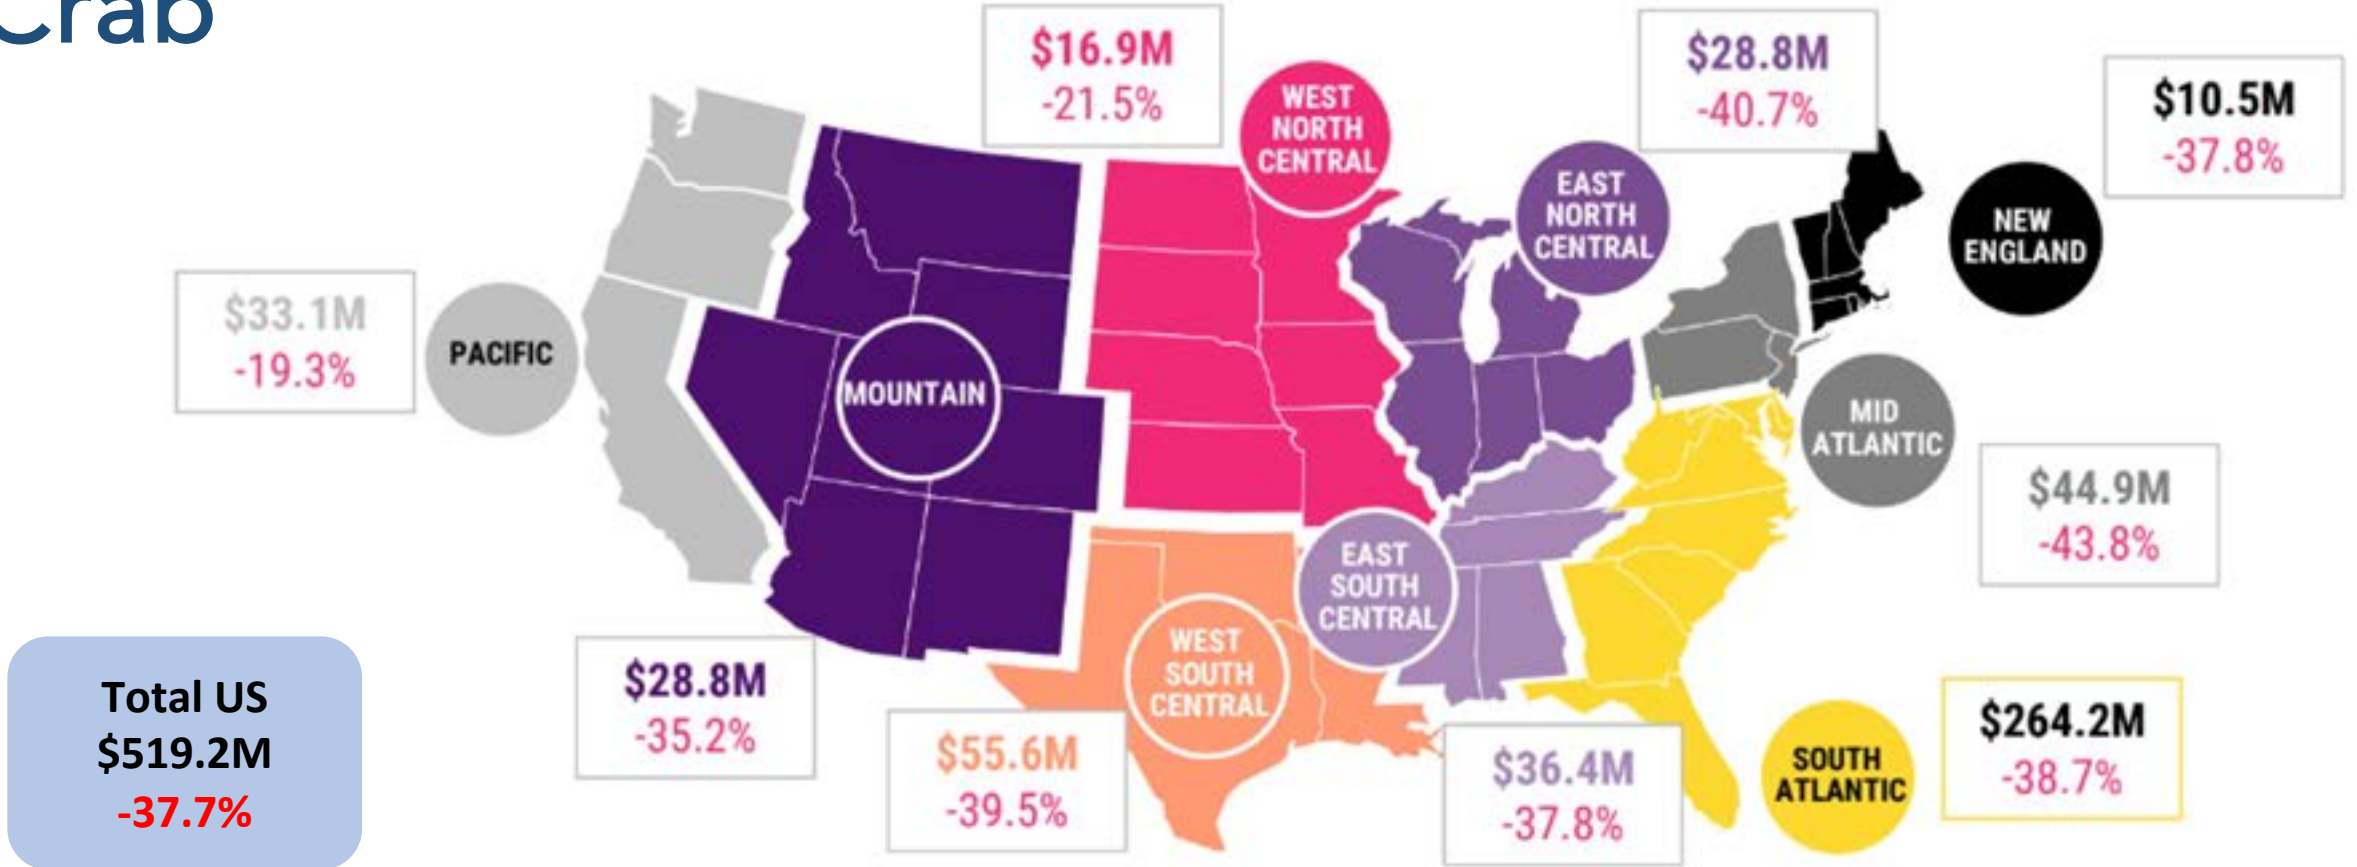 Crab
$16.9M
-21.5%
WEST
NORTH
CENTRAL
$28.8M
-40.7%
EAST
NORTH
CENTRAL
$10.5M
-37.8%
NEW
ENGLAND
$33.1M
-19.3%
PACIFIC
MOUNTAIN
$28.8M
-35.2%
MID
ATLANTIC
$44.9M
-43.8%
EAST
SOUTH
CENTRAL
$36.4M
-37.8%
WEST
SOUTH
CENTRAL
$55.6M
-39.5%
SOUTH
ATLANTIC
$264.2M
-38.7%
Total US
$519.2M
-37.7%